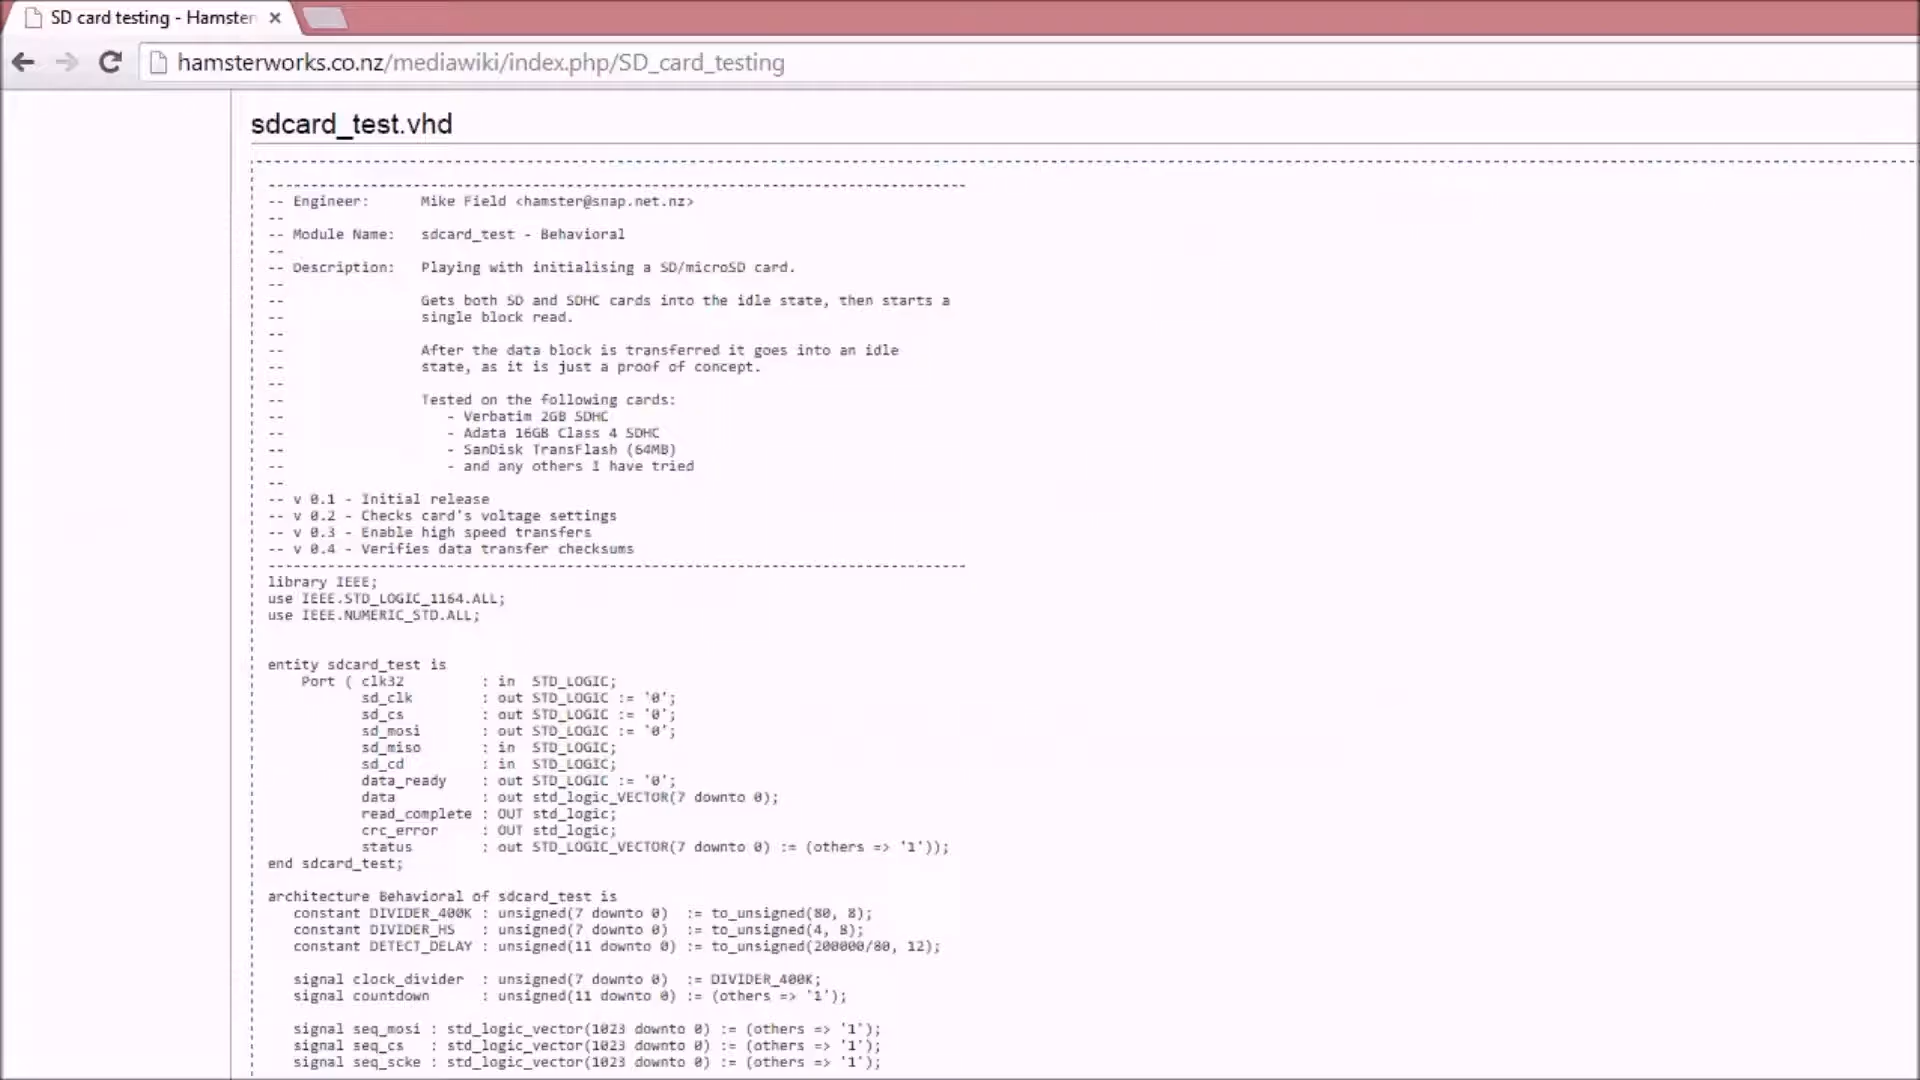 SD card testing - Hamster
hamsterworks.co.nz/mediawiki/index.php/SD_card_testing
sdcard_test.vhd
----------------------------------------------------------------------------------
-- Engineer:      Mike Field <hamster@snap.net.nz>
--
-- Module Name:   sdcard_test - Behavioral
--
-- Description:   Playing with initialising a SD/microSD card.
--
--                Gets both SD and SDHC cards into the idle state, then starts a
--                single block read.
--
--                After the data block is transferred it goes into an idle
--                state, as it is just a proof of concept.
--
--                Tested on the following cards:
--                   - Verbatim 2GB SDHC
--                   - Adata 16GB Class 4 SDHC
--                   - SanDisk TransFlash (64MB)
--                   - and any others I have tried
--
-- v 0.1 - Initial release
-- v 0.2 - Checks card's voltage settings
-- v 0.3 - Enable high speed transfers
-- v 0.4 - Verifies data transfer checksums
----------------------------------------------------------------------------------
library IEEE;
use IEEE.STD_LOGIC_1164.ALL;
use IEEE.NUMERIC_STD.ALL;
entity sdcard_test is
    Port ( clk32         : in  STD_LOGIC;
           sd_clk        : out STD_LOGIC := '0';
           sd_cs         : out STD_LOGIC := '0';
           sd_mosi       : out STD_LOGIC := '0';
           sd_miso       : in  STD_LOGIC;
           sd_cd         : in  STD_LOGIC;
           data_ready    : out STD_LOGIC := '0';
           data          : out std_logic_VECTOR(7 downto 0);
           read_complete : OUT std_logic;
           crc_error     : OUT std_logic;
           status        : out STD_LOGIC_VECTOR(7 downto 0) := (others => '1'));
end sdcard_test;
architecture Behavioral of sdcard_test is
   constant DIVIDER_400K : unsigned(7 downto 0)  := to_unsigned(80, 8);
   constant DIVIDER_HS   : unsigned(7 downto 0)  := to_unsigned(4, 8);
   constant DETECT_DELAY : unsigned(11 downto 0) := to_unsigned(200000/80, 12);
   signal clock_divider  : unsigned(7 downto 0)  := DIVIDER_400K;
   signal countdown      : unsigned(11 downto 0) := (others => '1');
   signal seq_mosi : std_logic_vector(1023 downto 0) := (others => '1');
   signal seq_cs   : std_logic_vector(1023 downto 0) := (others => '1');
   signal seq_scke : std_logic_vector(1023 downto 0) := (others => '1');